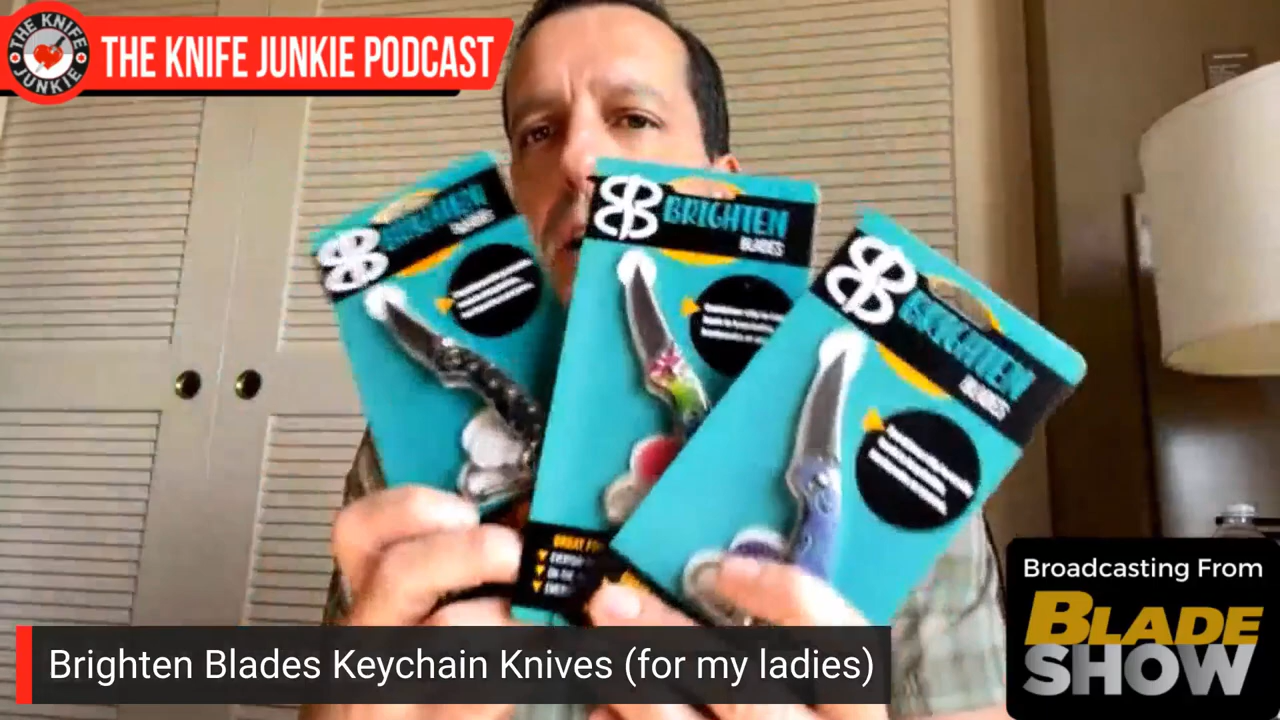 THE KNIFE JUNKIE
THE KNIFE JUNKIE PODCAST
BRIGHTEN
BLADES
BRIGHTEN
BLADES
BRIGHTEN
BLADES
GREAT
Broadcasting From
BLADE
SHOW
Brighten Blades Keychain Knives (for my ladies)